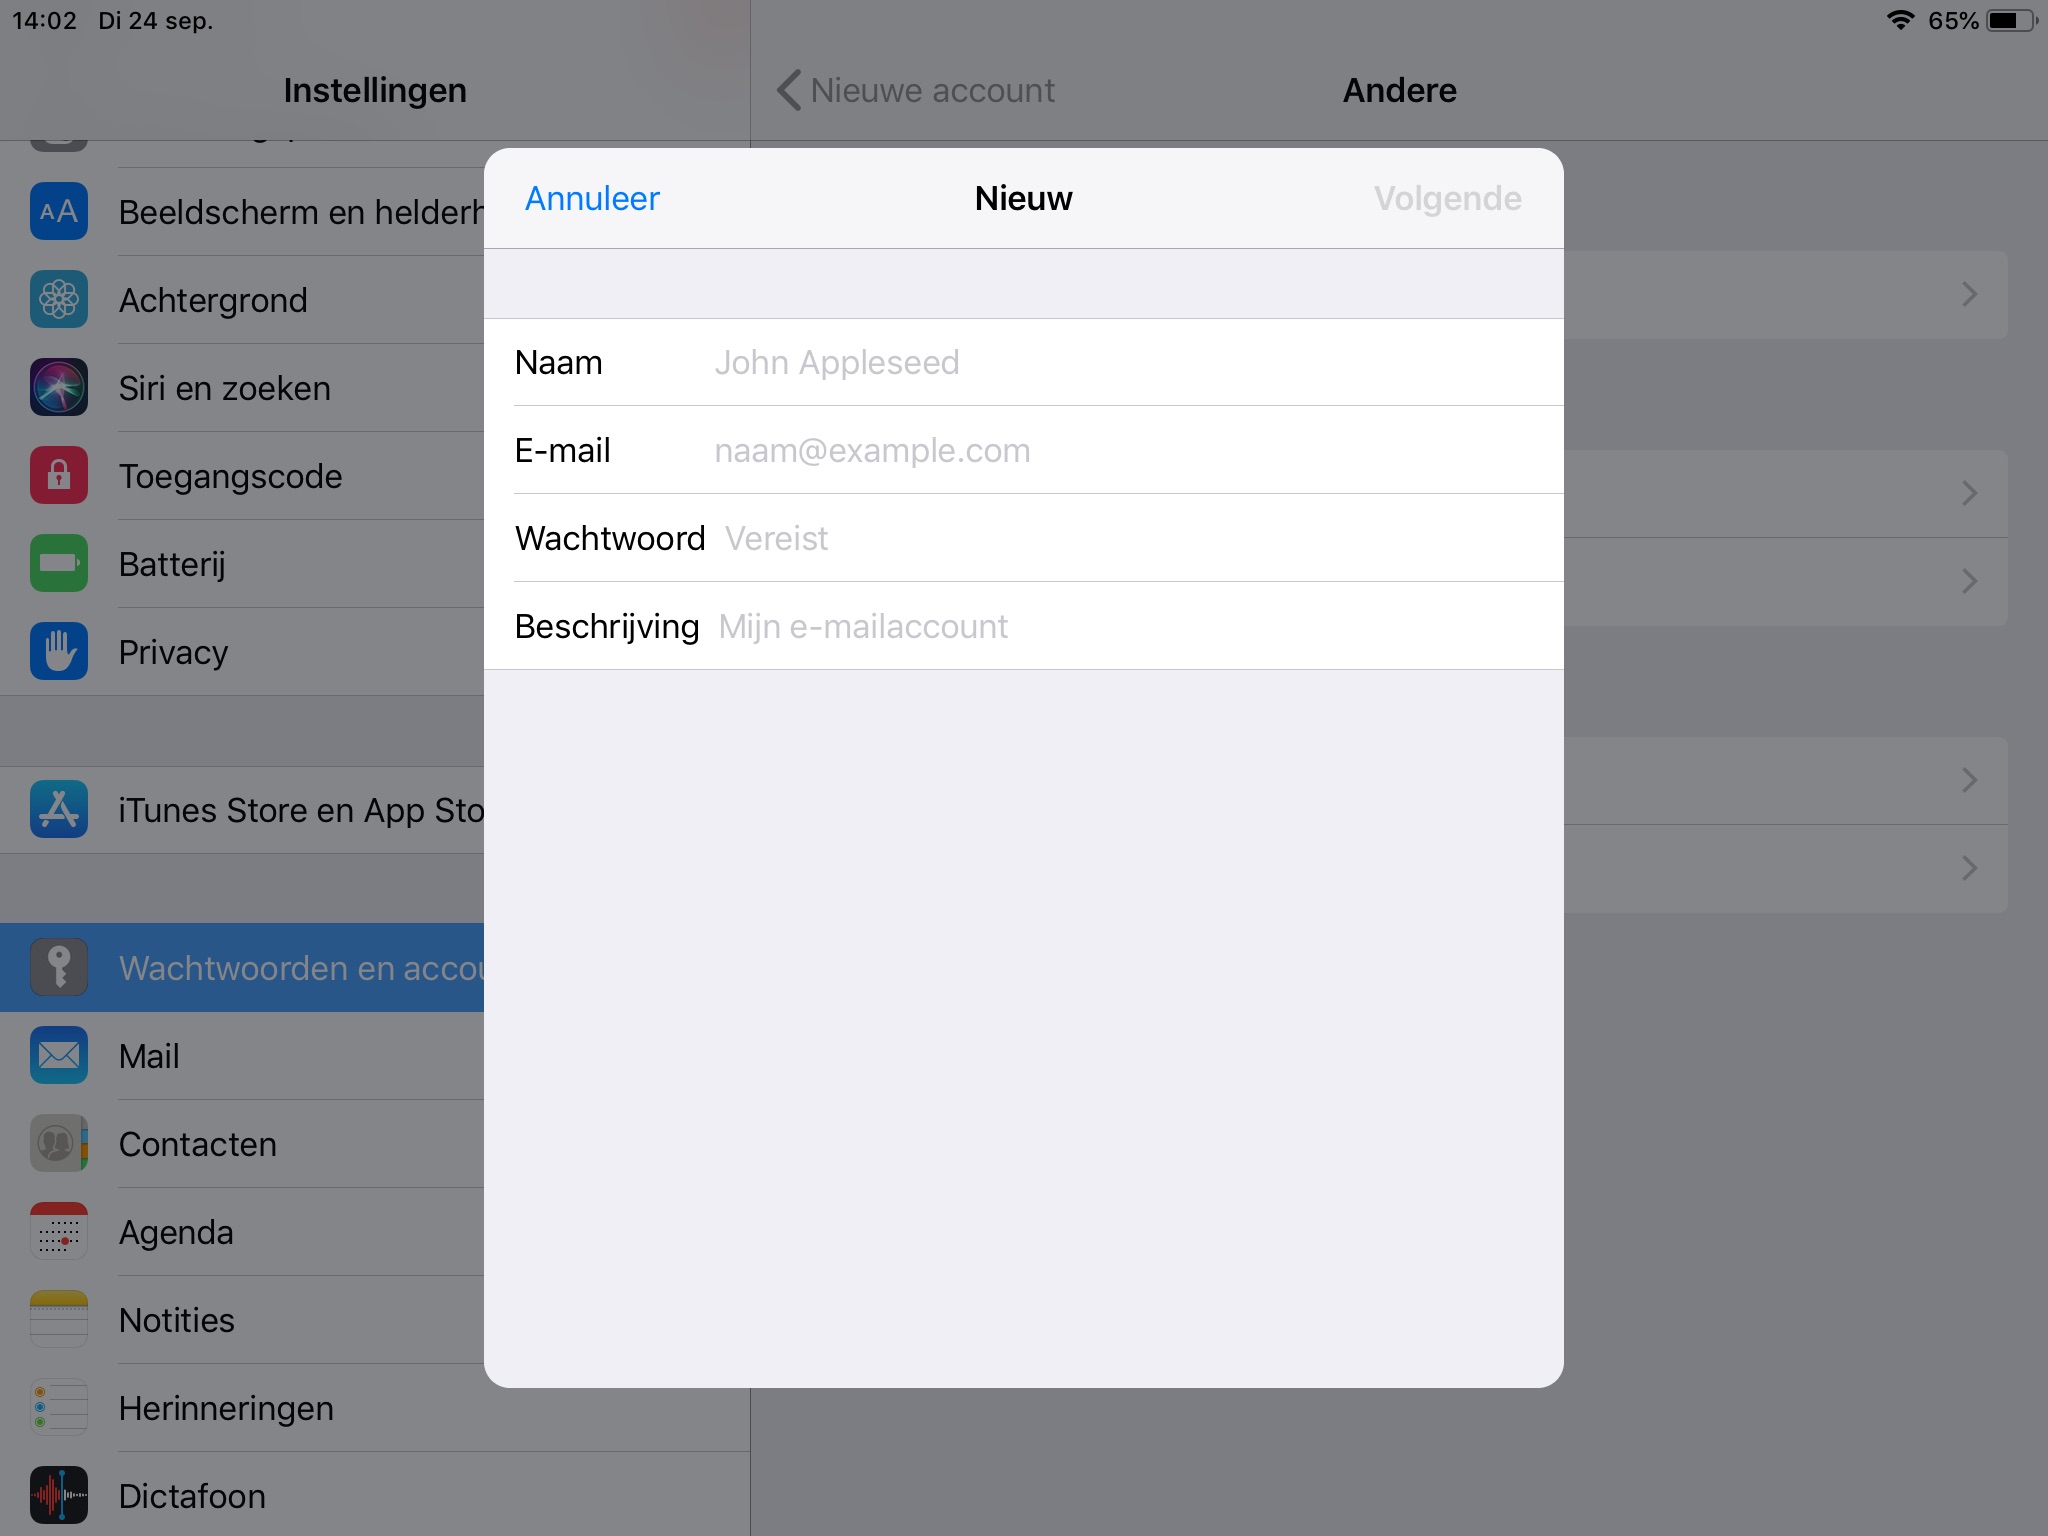 14:02 Di 24 sep.
65%
Instellingen
Nieuwe account
Andere
AA Beeldscherm en helderh
Achtergrond
Siri en zoeken
Toegangscode
Batterij
Privacy
iTunes Store en App Sto
Wachtwoorden en accou
Mail
Contacten
Agenda
Notities
Herinneringen
Dictafoon
Annuleer Nieuw Volgende
Naam John Appleseed
E-mail naam@example.com
Wachtwoord Vereist
Beschrijving Mijn e-mailaccount